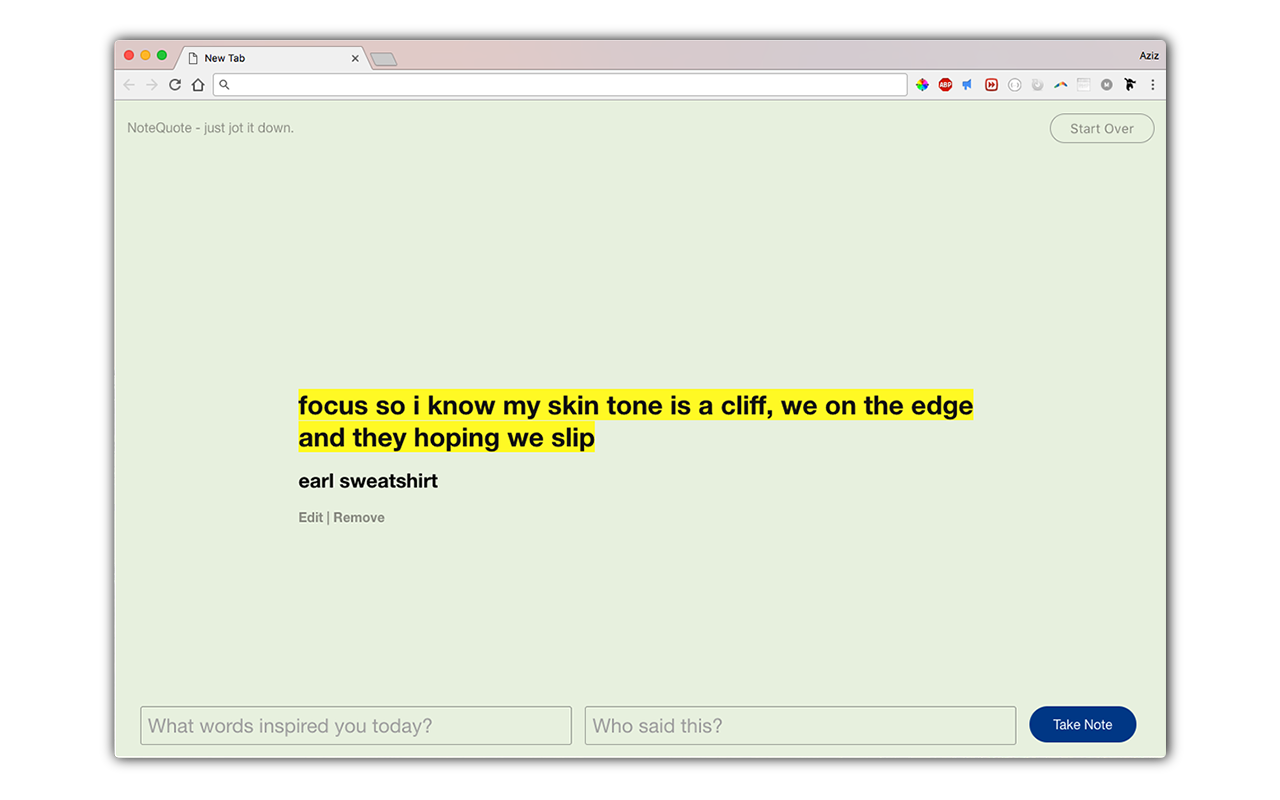 New Tab
Aziz
ABP
NoteQuote - just jot it down.
Start Over
focus so i know my skin tone is a cliff, we on the edge
and they hoping we slip
earl sweatshirt
Edit | Remove
What words inspired you today?
Who said this?
Take Note